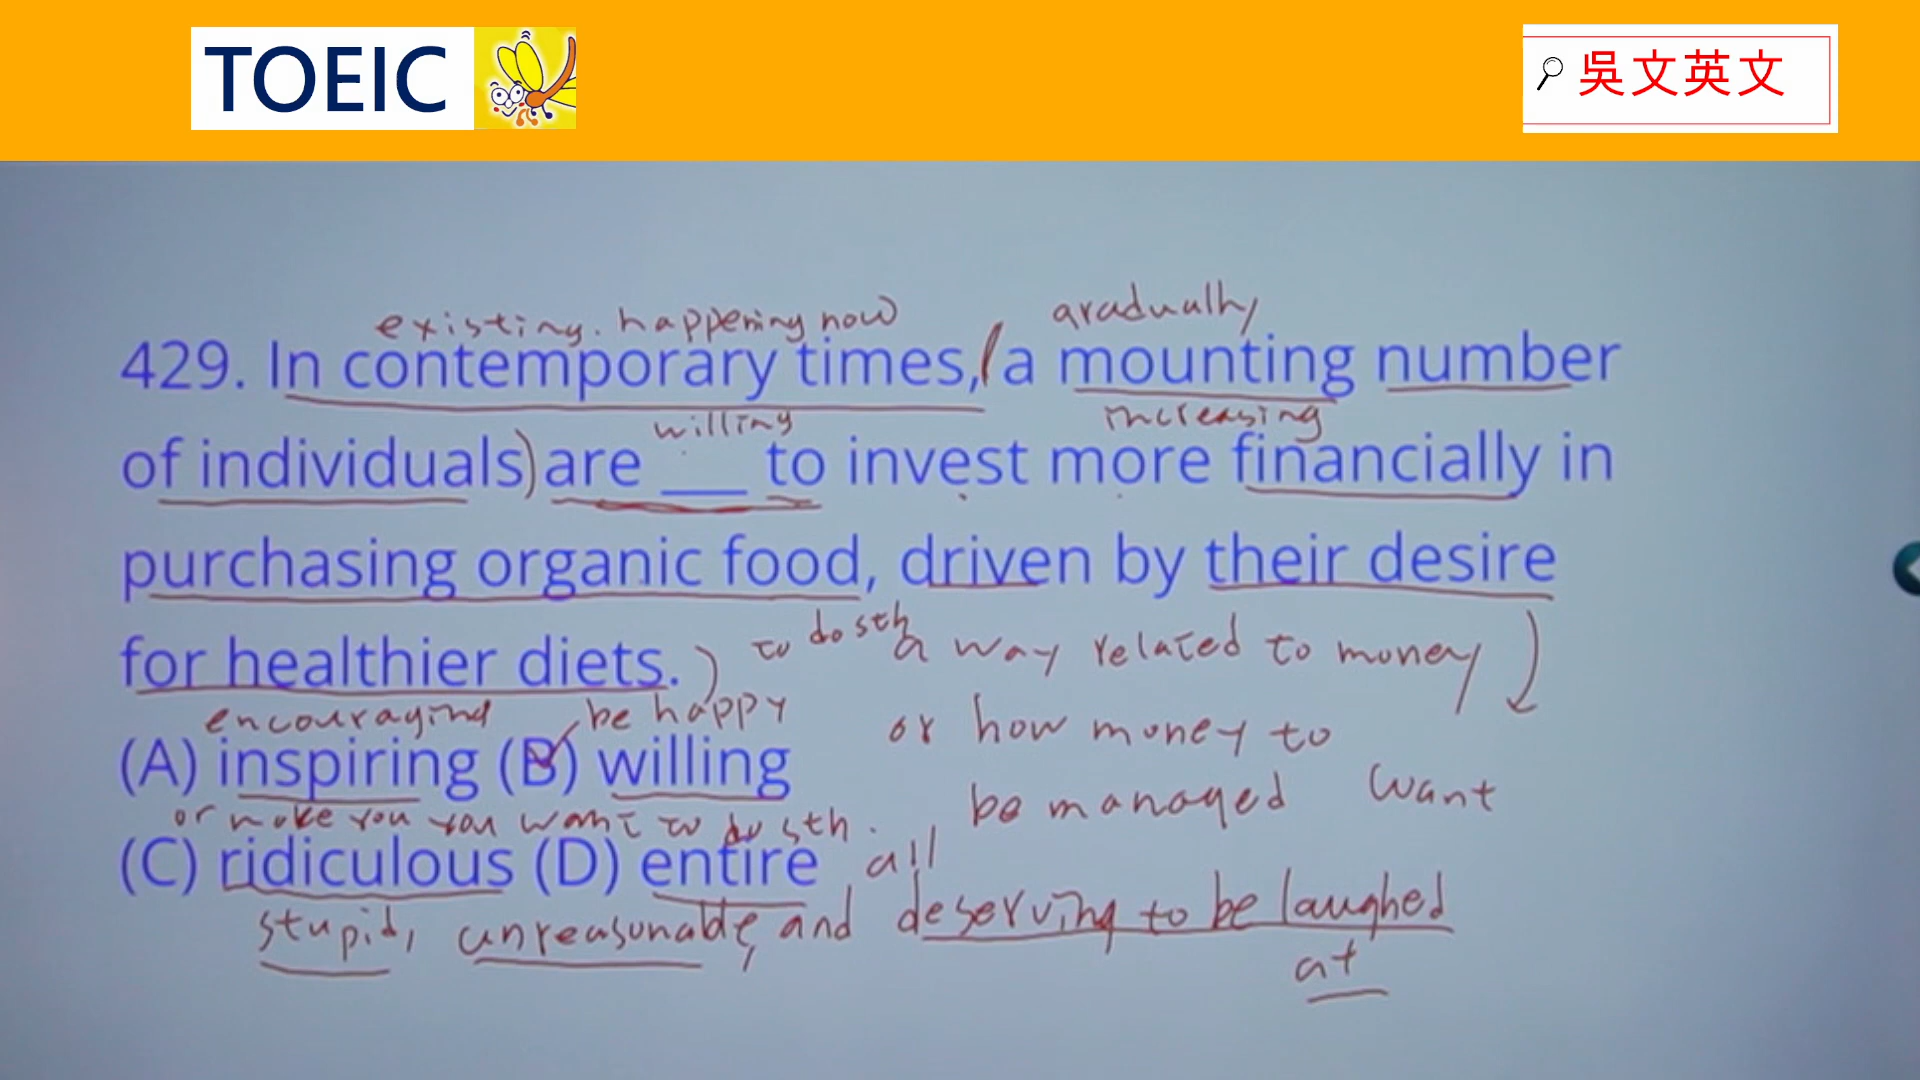 TOEIC
吳文英文
existing. happening now gradually
429. In contemporary times, a mounting number
willing increasing
of individuals) are ___ to invest more financially in
purchasing organic food, driven by their desire
for healthier diets.) to do sth a way related to money
encouraging be happy or how money to
(A) inspiring (B) willing
be managed want
or make you you want to do sth.
(C) ridiculous (D) entire all
stupid, unreasonable, and deserving to be laughed
at